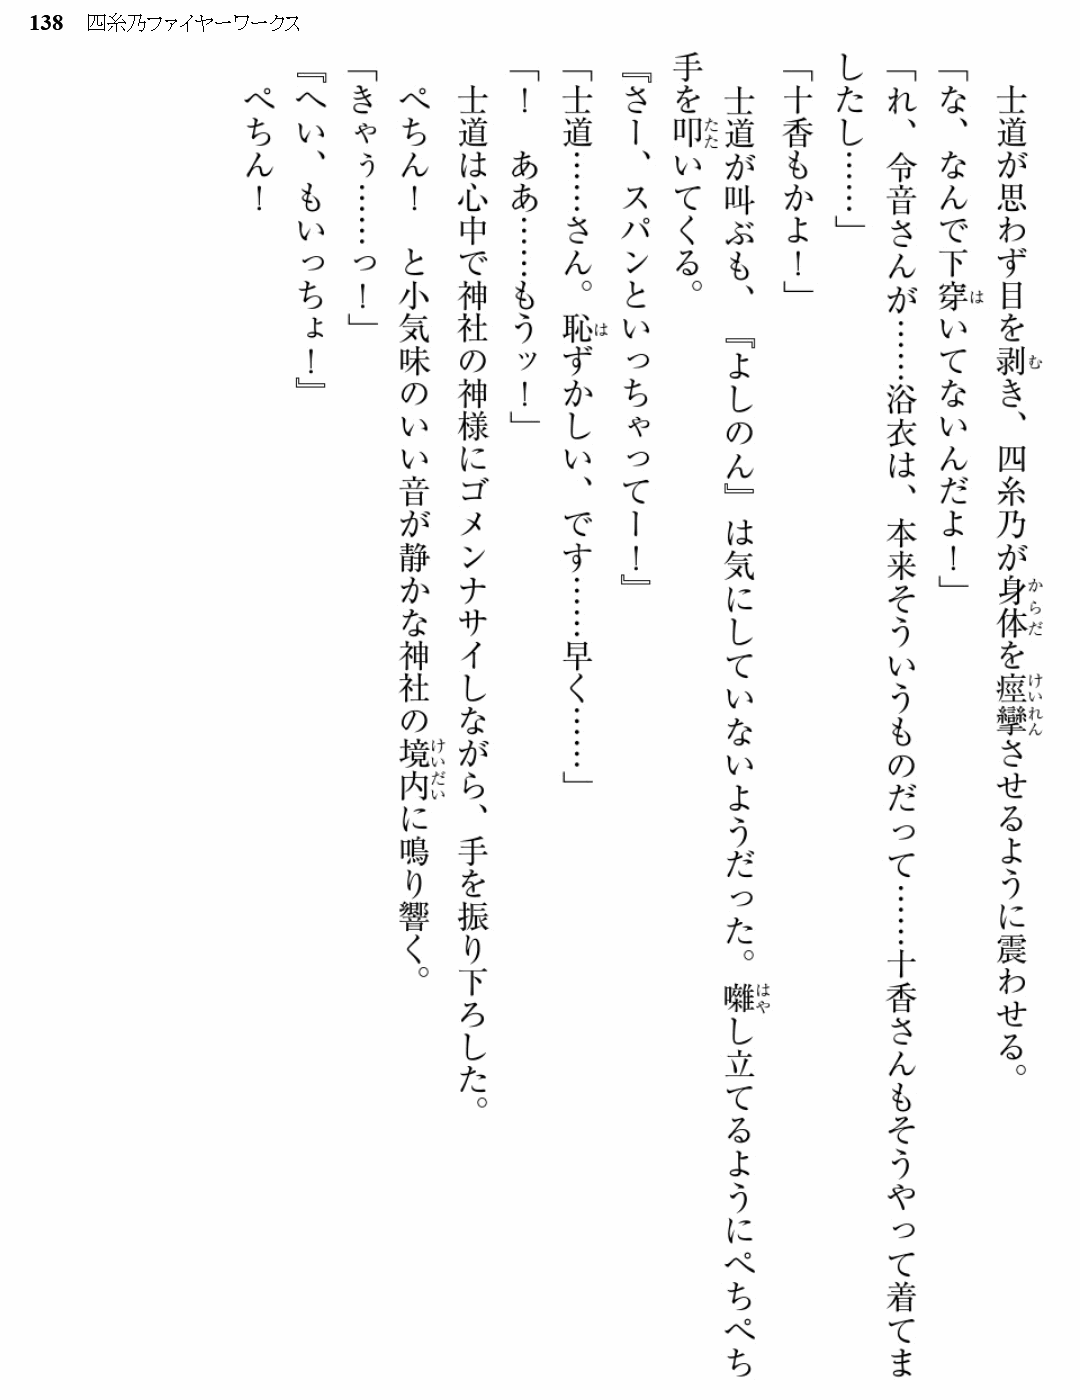 138　四糸乃ファイヤーワークス
　士道が思わず目を剥き、四糸乃が身体を痙攣させるように震わせる。
「な、なんで下穿いてないんだよ！」
「れ、令音さんが……浴衣は、本来そういうものだって……十香さんもそうやって着てま
したし……」
「十香もかよ！」
　士道が叫ぶも、『よしのん』は気にしていないようだった。囃し立てるようにぺちぺち
手を叩いてくる。
『さー、スパンといっちゃってー！』
「士道……さん。恥ずかしい、です……早く……」
「！　ああ……もうッ！」
　士道は心中で神社の神様にゴメンナサイしながら、手を振り下ろした。
　ぺちん！　と小気味のいい音が静かな神社の境内に鳴り響く。
「きゃぅ……っ！」
『へい、もいっちょ！』
　ぺちん！